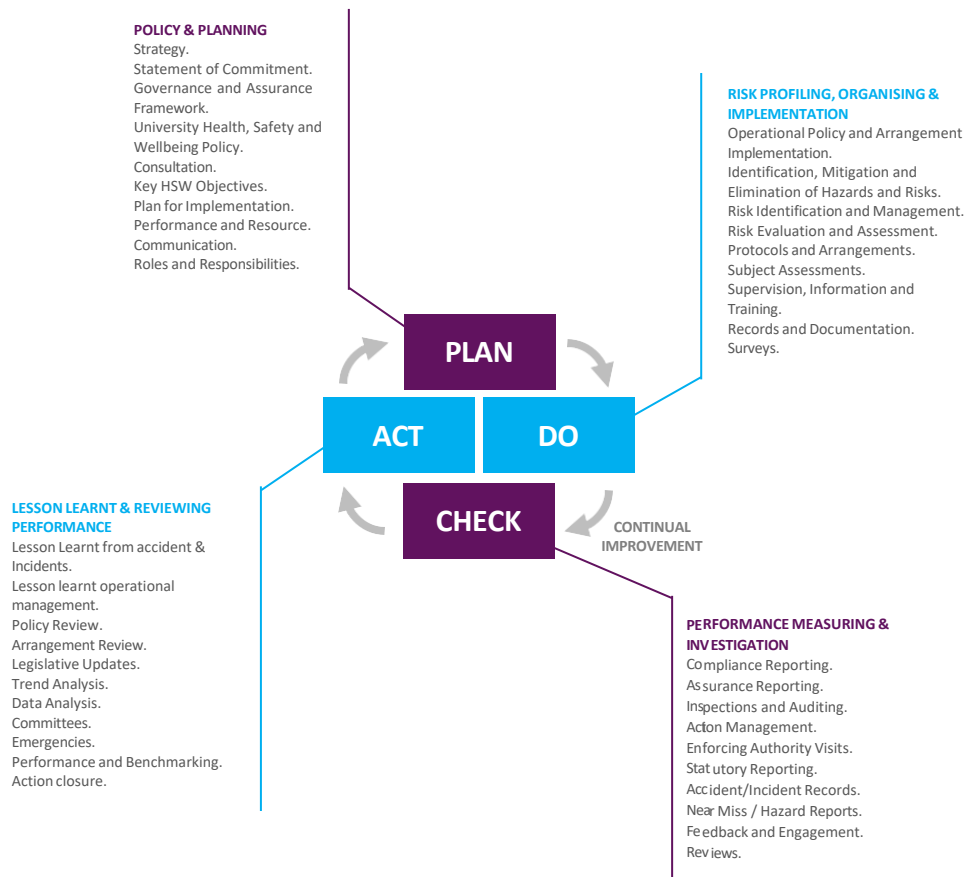 POLICY & PLANNING
Strategy.
Statement of Commitment.
Governance and Assurance
Framework.
University Health, Safety and
Wellbeing Policy.
Consultation.
Key HSW Objectives.
Plan for Implementation.
Performance and Resource.
Communication.
Roles and Responsibilities.
RISK PROFILING, ORGANISING &
IMPLEMENTATION
Operational Policy and Arrangement
Implementation.
Identification, Mitigation and
Elimination of Hazards and Risks.
Risk Identification and Management.
Risk Evaluation and Assessment.
Protocols and Arrangements.
Subject Assessments.
Supervision, Information and
Training.
Records and Documentation.
Surveys.
PLAN
ACT
DO
CHECK
CONTINUAL
IMPROVEMENT
LESSON LEARNT & REVIEWING
PERFORMANCE
Lesson Learnt from accident &
Incidents.
Lesson learnt operational
management.
Policy Review.
Arrangement Review.
Legislative Updates.
Trend Analysis.
Data Analysis.
Committees.
Emergencies.
Performance and Benchmarking.
Action closure.
PERFORMANCE MEASURING &
INVESTIGATION
Compliance Reporting.
Assurance Reporting.
Inspections and Auditing.
Action Management.
Enforcing Authority Visits.
Statutory Reporting.
Accident/Incident Records.
Near Miss / Hazard Reports.
Feedback and Engagement.
Reviews.